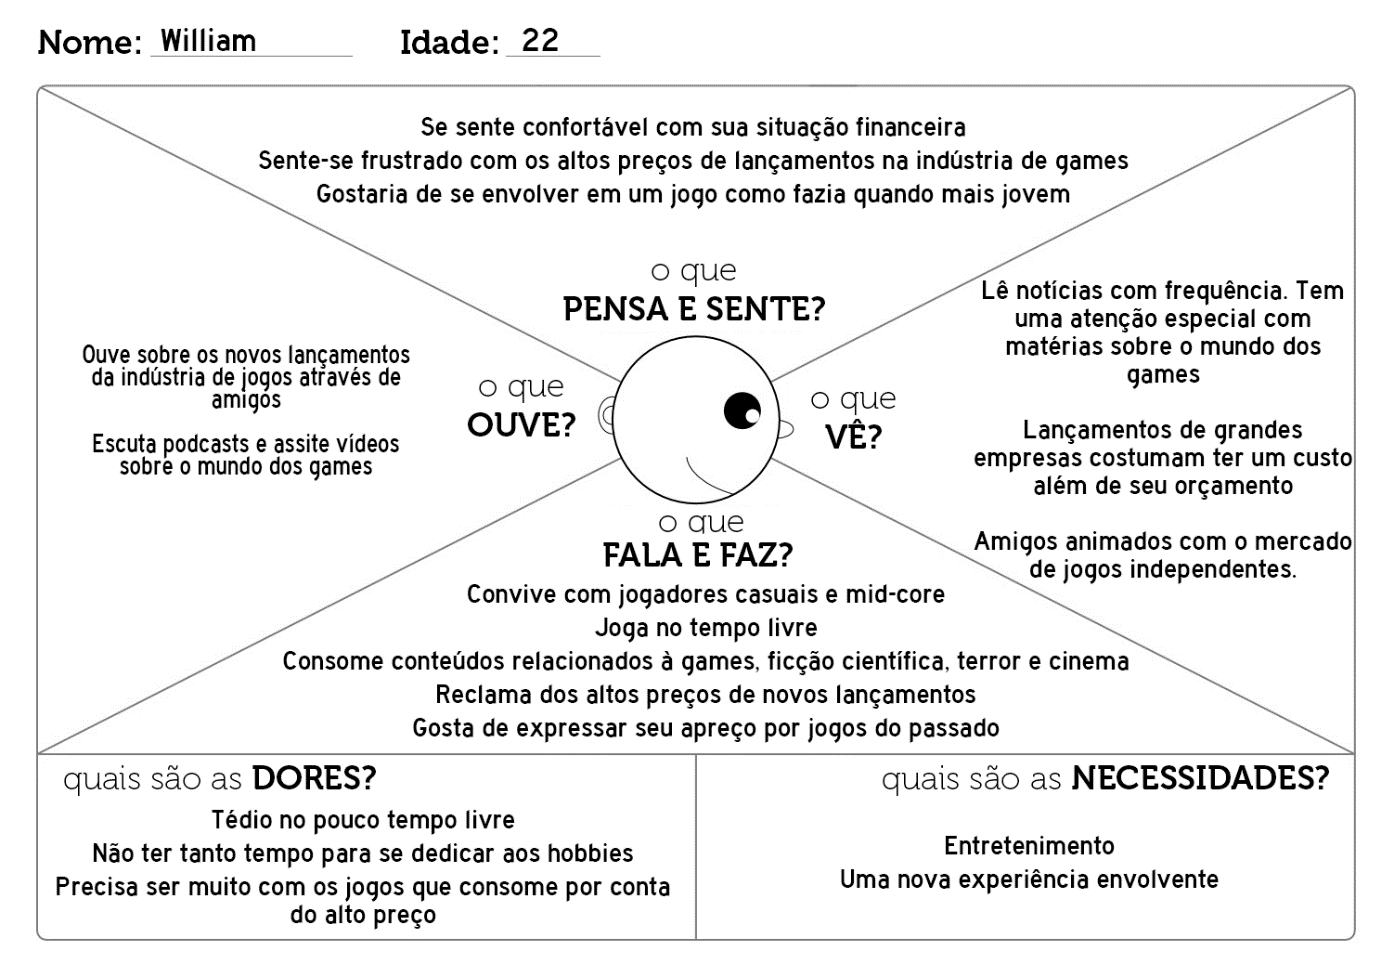 Nome: William Idade: 22
Se sente confortável com sua situação financeira
Sente-se frustrado com os altos preços de lançamentos na indústria de games
Gostaria de se envolver em um jogo como fazia quando mais jovem
o que
PENSA E SENTE?
Ouve sobre os novos lançamentos
da indústria de jogos através de
amigos
Escuta podcasts e assite vídeos
sobre o mundo dos games
o que
OUVE?
o que
VÊ?
Lê notícias com frequência. Tem
uma atenção especial com
matérias sobre o mundo dos
games
Lançamentos de grandes
empresas costumam ter um custo
além de seu orçamento
Amigos animados com o mercado
de jogos independentes.
o que
FALA E FAZ?
Convive com jogadores casuais e mid-core
Joga no tempo livre
Consome conteúdos relacionados à games, ficção científica, terror e cinema
Reclama dos altos preços de novos lançamentos
Gosta de expressar seu apreço por jogos do passado
quais são as DORES?
Tédio no pouco tempo livre
Não ter tanto tempo para se dedicar aos hobbies
Precisa ser muito com os jogos que consome por conta
do alto preço
quais são as NECESSIDADES?
Entretenimento
Uma nova experiência envolvente